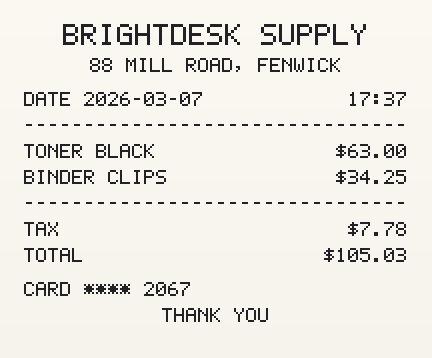 BRIGHTDESK SUPPLY
88 MILL ROAD, FENWICK
DATE 2026-03-07 17:37
--------------------------------
TONER BLACK $63.00
BINDER CLIPS $34.25
--------------------------------
TAX $7.78
TOTAL $105.03
CARD **** 2067
THANK YOU